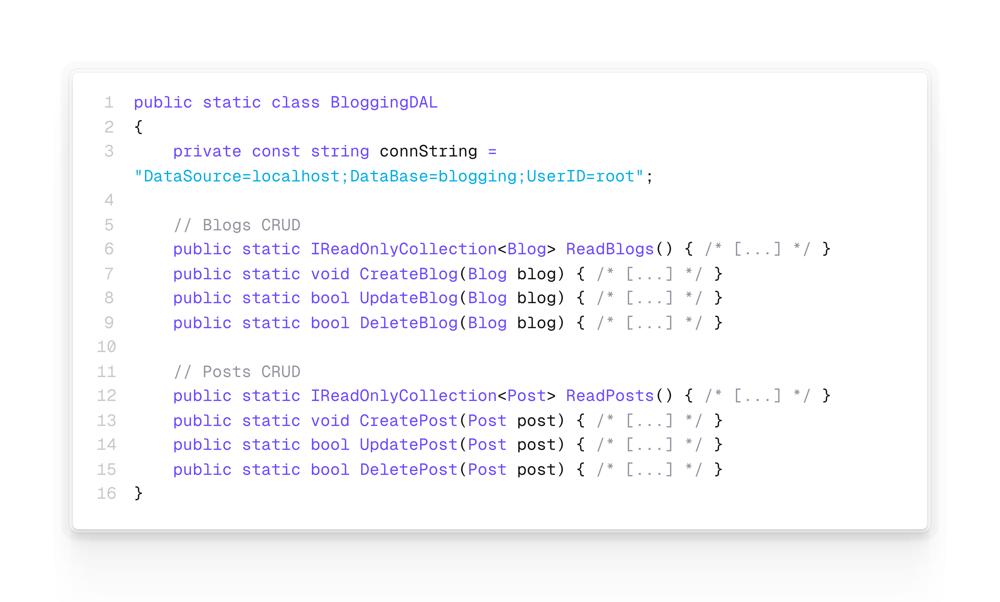 1 public static class BloggingDAL
2 {
3     private const string connString =
"DataSource=localhost;DataBase=blogging;UserID=root";
4
5     // Blogs CRUD
6     public static IReadOnlyCollection<Blog> ReadBlogs() { /* [...] */ }
7     public static void CreateBlog(Blog blog) { /* [...] */ }
8     public static bool UpdateBlog(Blog blog) { /* [...] */ }
9     public static bool DeleteBlog(Blog blog) { /* [...] */ }
10
11     // Posts CRUD
12     public static IReadOnlyCollection<Post> ReadPosts() { /* [...] */ }
13     public static void CreatePost(Post post) { /* [...] */ }
14     public static bool UpdatePost(Post post) { /* [...] */ }
15     public static bool DeletePost(Post post) { /* [...] */ }
16 }